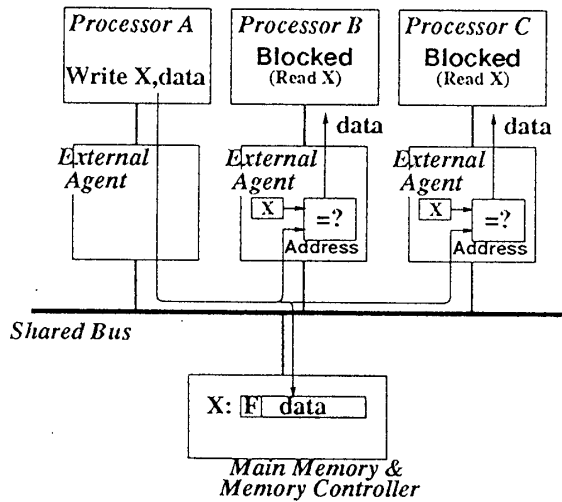 Processor A
Write X,data
Processor B
Blocked
(Read X)
Processor C
Blocked
(Read X)
data
data
External
Agent
External
Agent
X
=?
Address
External
Agent
X
=?
Address
Shared Bus
X: F data
Main Memory &
Memory Controller